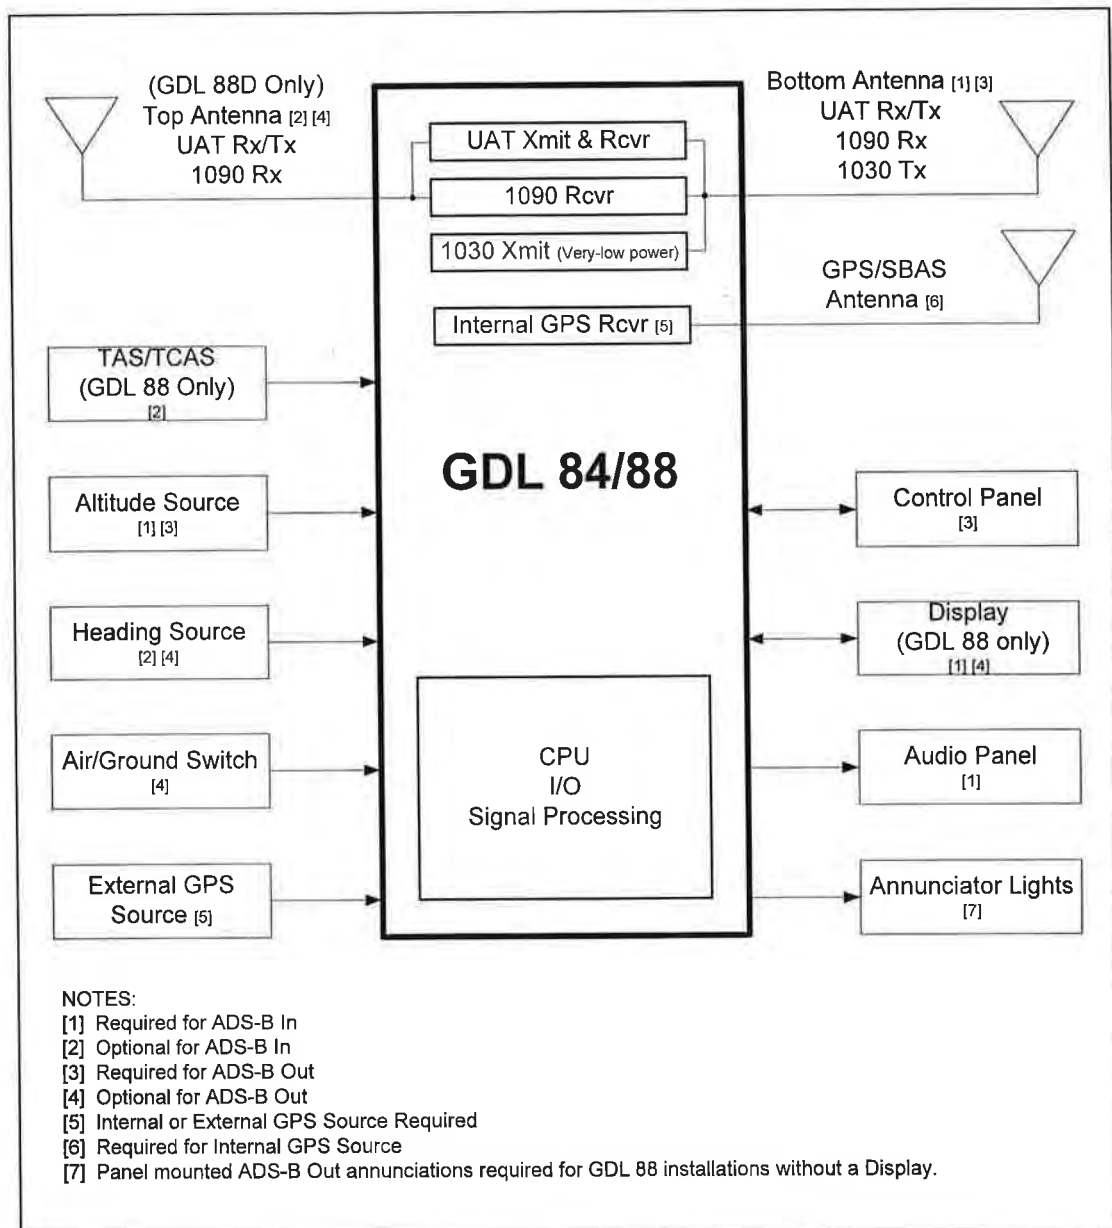 (GDL 88D Only)
Top Antenna [2] [4]
UAT Rx/Tx
1090 Rx
Bottom Antenna [1] [3]
UAT Rx/Tx
1090 Rx
1030 Tx
UAT Xmit & Rcvr
1090 Rcvr
1030 Xmit (Very-low power)
GPS/SBAS
Antenna [6]
Internal GPS Rcvr [5]
TAS/TCAS
(GDL 88 Only)
[2]
GDL 84/88
Altitude Source
[1] [3]
Control Panel
[3]
Heading Source
[2] [4]
Display
(GDL 88 only)
[1] [4]
Air/Ground Switch
[4]
CPU
I/O
Signal Processing
Audio Panel
[1]
External GPS
Source [5]
Annunciator Lights
[7]
NOTES:
[1] Required for ADS-B In
[2] Optional for ADS-B In
[3] Required for ADS-B Out
[4] Optional for ADS-B Out
[5] Internal or External GPS Source Required
[6] Required for Internal GPS Source
[7] Panel mounted ADS-B Out annunciations required for GDL 88 installations without a Display.